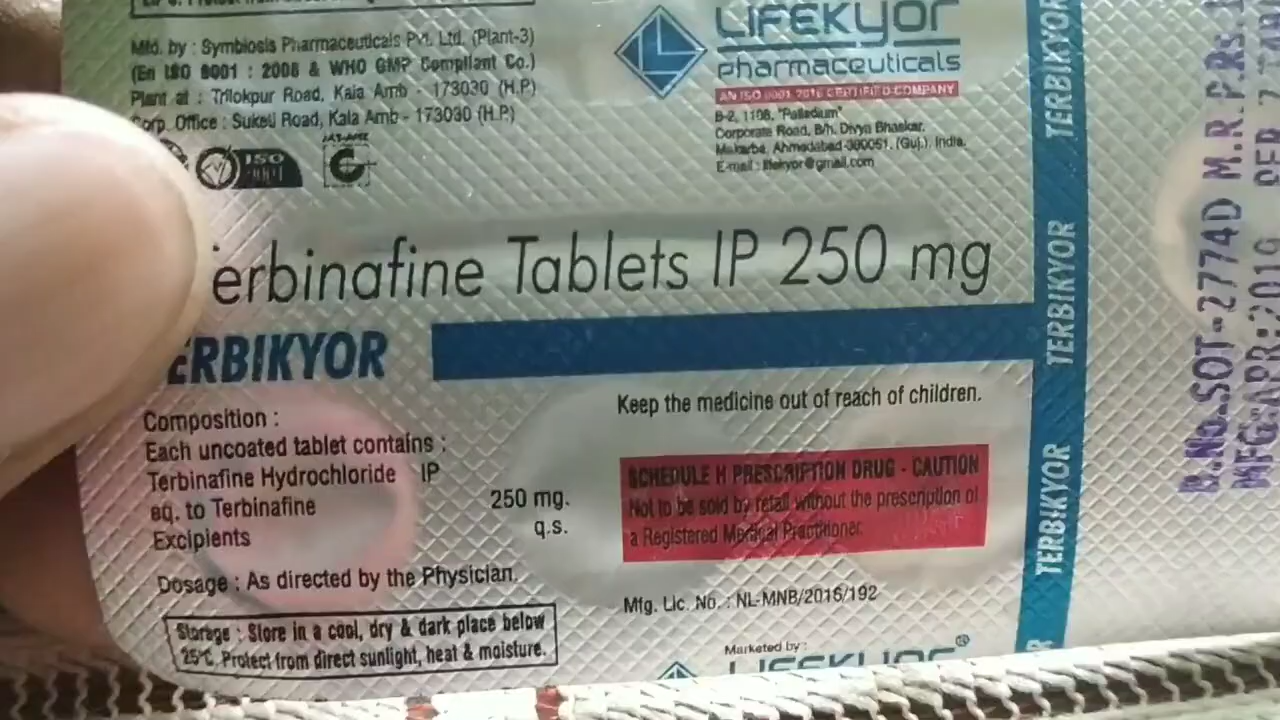 Mfd. by : Symbiosis Pharmaceuticals Pvt. Ltd. (Plant-3)
(En ISO 9001 : 2008 & WHO GMP Compliant Co.)
Plant at : Trilokpur Road, Kala Amb - 173030 (H.P.)
Corp. Office : Suketi Road, Kala Amb - 173030 (H.P.)
ISO
LIFEKYOR
pharmaceuticals
AN ISO 9001:2015 CERTIFIED COMPANY
B-2, 1108, "Palladium"
Corporate Road, B/h. Divya Bhaskar,
Makarba, Ahmedabad-380051. (Guj.). India.
E-mail : lifekyor@gmail.com
erbinafine Tablets IP 250 mg
ERBIKYOR
Composition :
Each uncoated tablet contains :
Terbinafine Hydrochloride IP
eq. to Terbinafine 250 mg.
Excipients q.s.
Dosage : As directed by the Physician.
Storage : Store in a cool, dry & dark place below
25°C. Protect from direct sunlight, heat & moisture.
Keep the medicine out of reach of children.
SCHEDULE H PRESCRIPTION DRUG - CAUTION
Not to be sold by retail without the prescription of
a Registered Medical Practitioner.
Mfg. Lic. No. : NL-MNB/2016/192
Marketed by :
LIFEKYOR®
TERBIKYOR
TERBIKYOR
TERBIKYOR
R
B.No.SOT-2774D M.R.P.Rs.
MFG:APR:2019